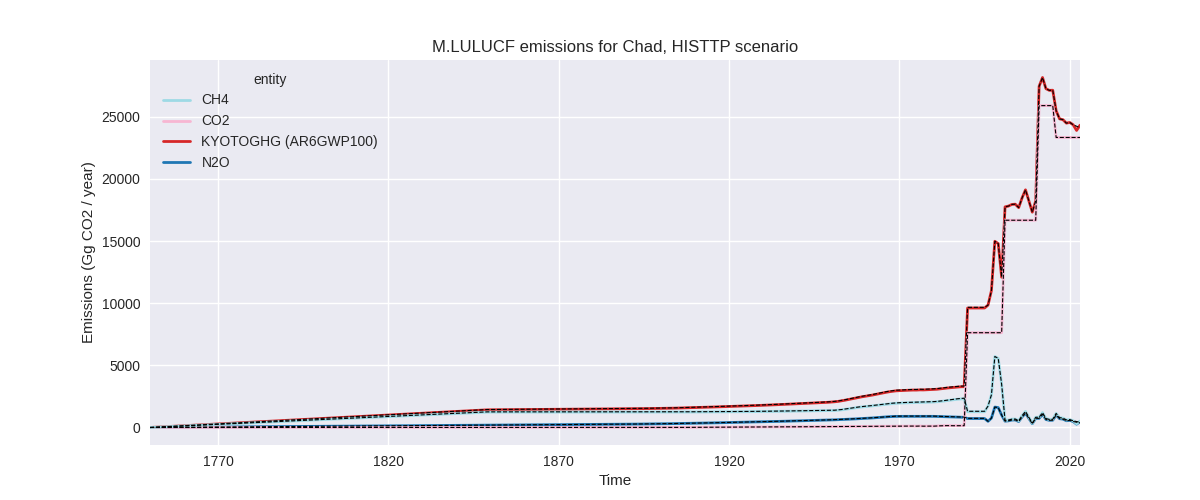 M.LULUCF emissions for Chad, HISTTP scenario
entity
CH4
CO2
KYOTOGHG (AR6GWP100)
N2O
Emissions (Gg CO2 / year)
25000
20000
15000
10000
5000
0
1770
1820
1870
1920
1970
2020
Time